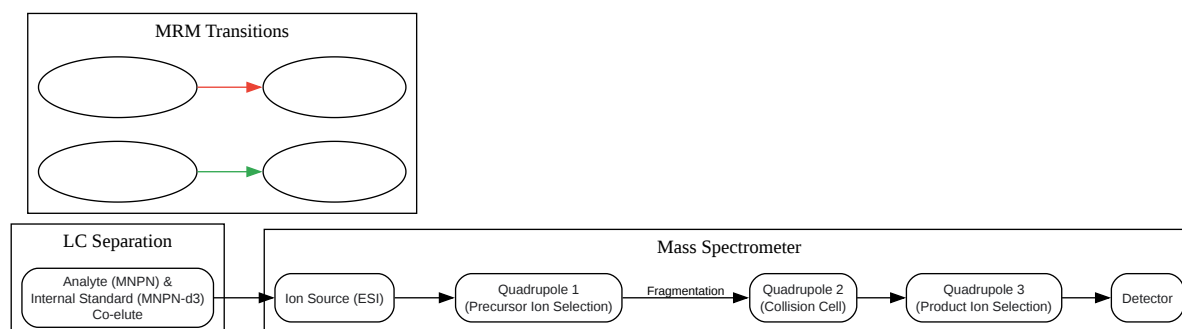 MRM Transitions
LC Separation
Analyte (MNPN) &
Internal Standard (MNPN-d3)
Co-elute
Mass Spectrometer
Ion Source (ESI)
Quadrupole 1
(Precursor Ion Selection)
Fragmentation
Quadrupole 2
(Collision Cell)
Quadrupole 3
(Product Ion Selection)
Detector